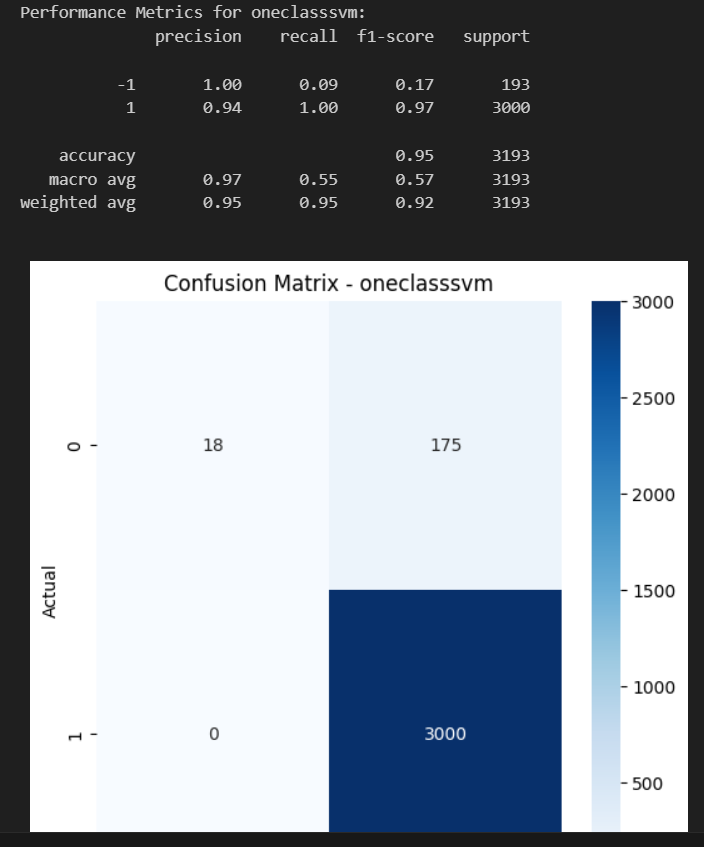 Performance Metrics for oneclasssvm:
precision recall f1-score support
-1 1.00 0.09 0.17 193
1 0.94 1.00 0.97 3000
accuracy 0.95 3193
macro avg 0.97 0.55 0.57 3193
weighted avg 0.95 0.95 0.92 3193
Confusion Matrix - oneclasssvm
3000
2500
2000
1500
1000
500
0
18 175
Actual
1
0 3000